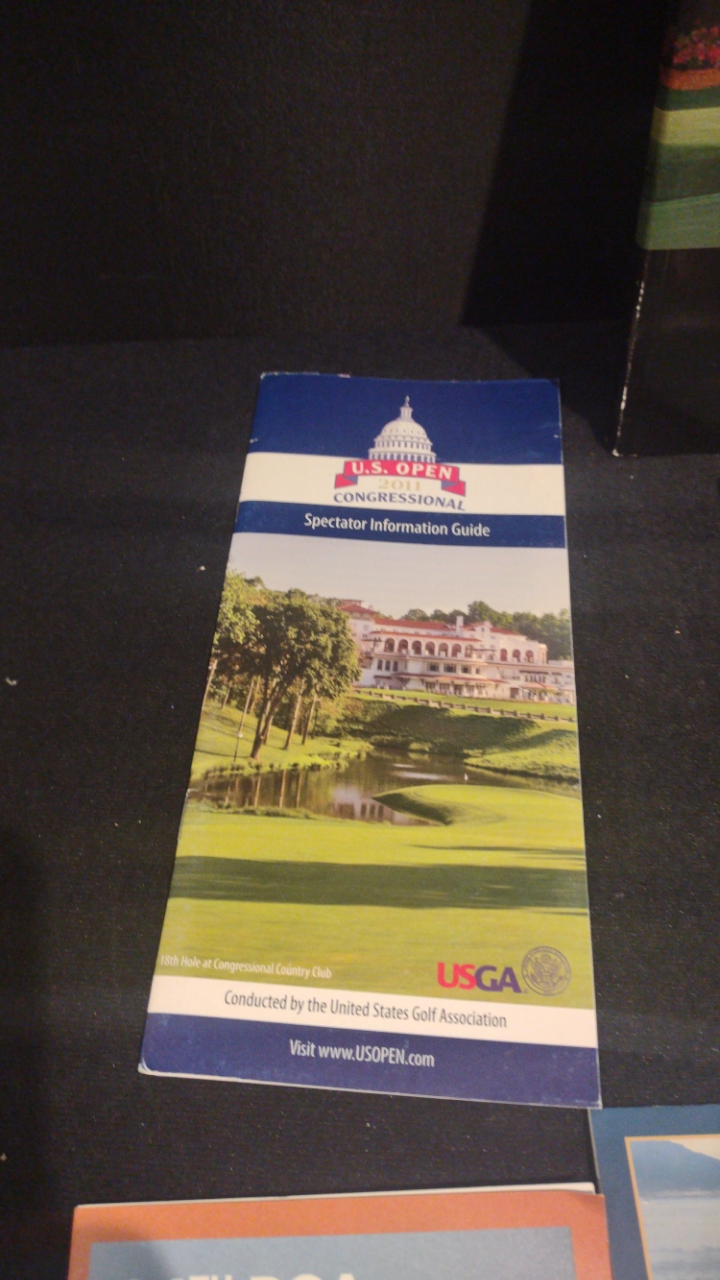 U.S. OPEN
2011
CONGRESSIONAL
Spectator Information Guide
18th Hole at Congressional Country Club
USGA
Conducted by the United States Golf Association
Visit www.USOPEN.com
PGA